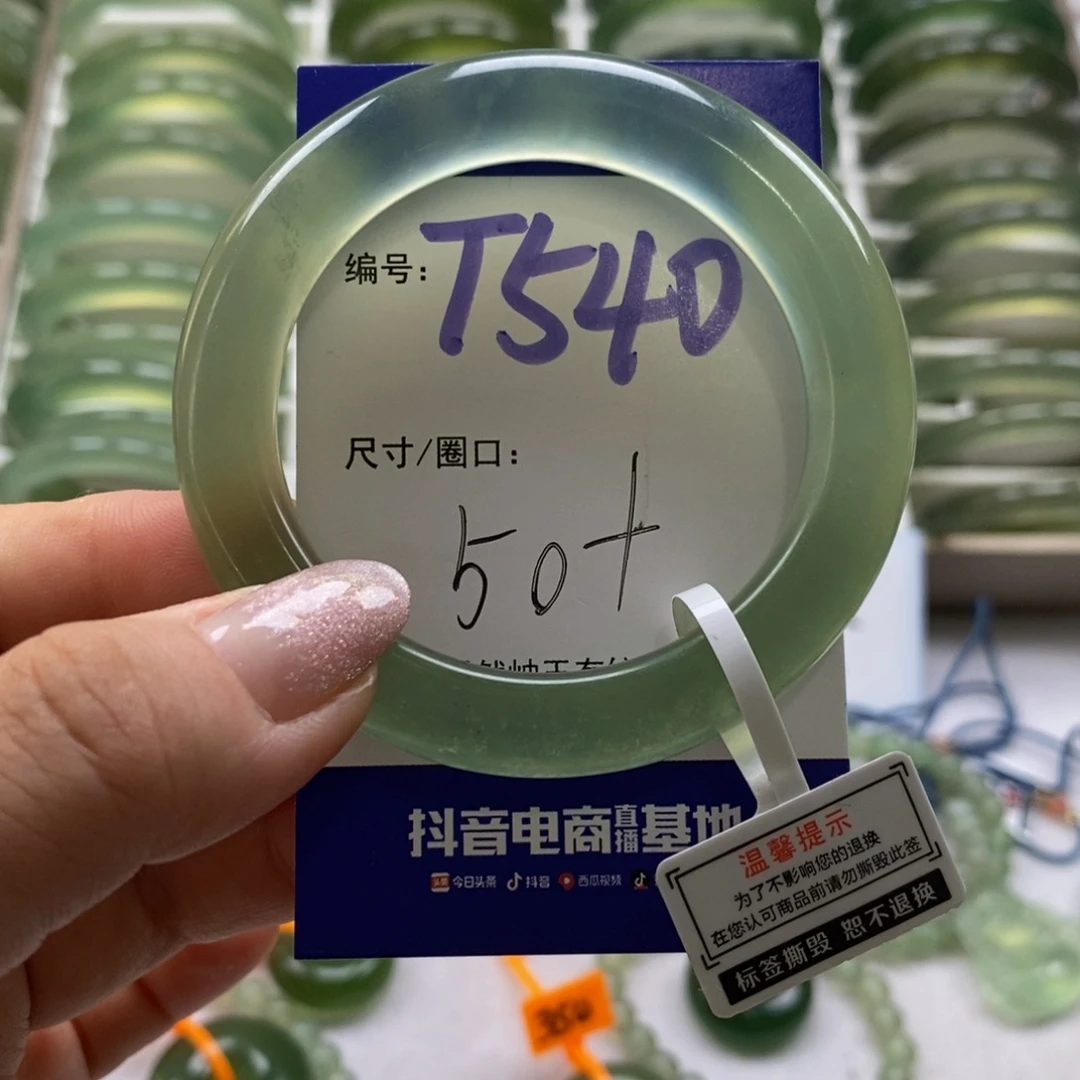 编号: T540
尺寸/圈口:
50+
抖音电商直播基地
今日头条 抖音 西瓜视频
温馨提示
为了不影响您的退换
在您认可商品前请勿撕毁此签
标签撕毁 恕不退换